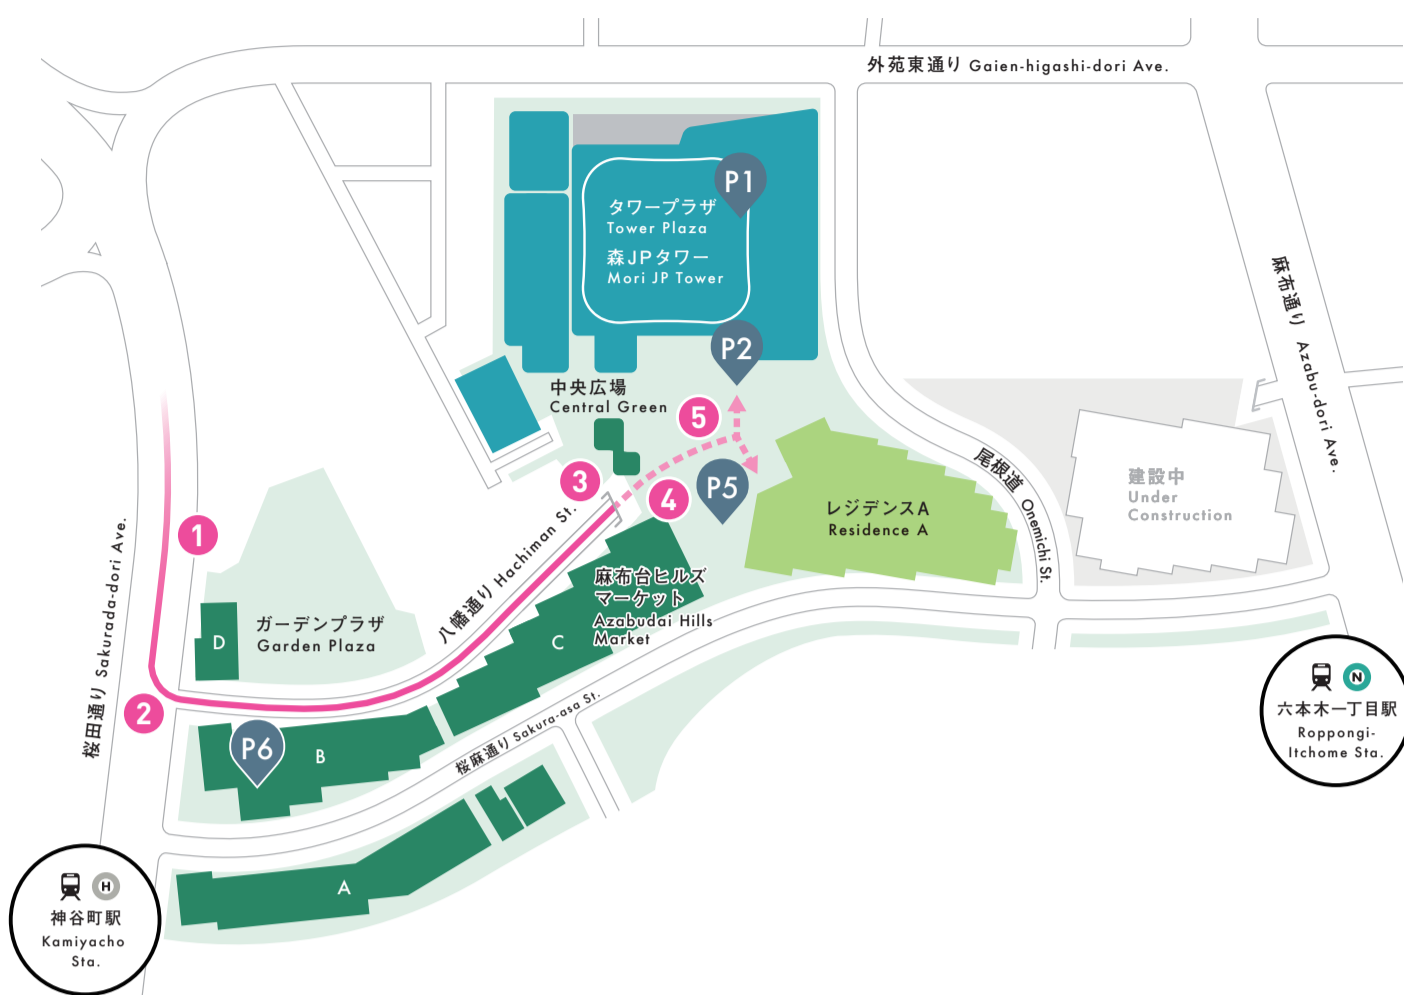 外苑東通り Gaien-higashi-dori Ave.
P1
タワープラザ
Tower Plaza
森JPタワー
Mori JP Tower
麻布通り Azabu-dori Ave.
P2
中央広場
Central Green
5
3
4
P5
尾根道 Onemichi St.
建設中
Under
Construction
レジデンスA
Residence A
1
桜田通り Sakurada-dori Ave.
八幡通り Hachiman St.
麻布台ヒルズ
マーケット
Azabudai Hills
Market
ガーデンプラザ
Garden Plaza
D
C
2
P6
B
桜麻通り Sakura-asa St.
N
六本木一丁目駅
Roppongi-
Itchome Sta.
A
H
神谷町駅
Kamiyacho
Sta.